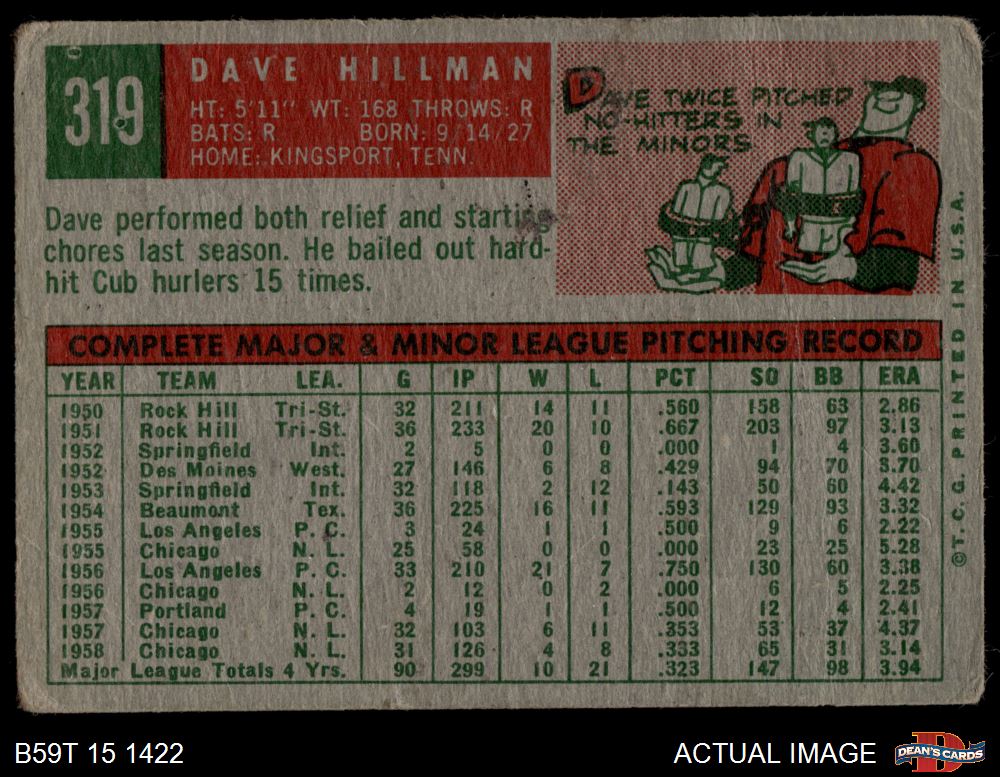 319
DAVE HILLMAN
HT: 5'11" WT: 168 THROWS: R
BATS: R BORN: 9/14/27
HOME: KINGSPORT, TENN.
DAVE TWICE PITCHED
NO-HITTERS IN
THE MINORS
Dave performed both relief and starting
chores last season. He bailed out hard-
hit Cub hurlers 15 times.
COMPLETE MAJOR & MINOR LEAGUE PITCHING RECORD
YEAR TEAM LEA. G IP W L PCT SO BB ERA
1950 Rock Hill Tri-St. 32 211 14 11 .560 158 63 2.86
1951 Rock Hill Tri-St. 36 233 20 10 .667 203 97 3.13
1952 Springfield Int. 2 5 0 0 .000 1 4 3.60
1952 Des Moines West. 27 146 6 8 .429 94 70 3.70
1953 Springfield Int. 32 118 2 12 .143 50 60 4.42
1954 Beaumont Tex. 36 225 16 11 .593 129 93 3.32
1955 Los Angeles P. C. 3 24 1 1 .500 9 6 2.22
1955 Chicago N. L. 25 58 0 0 .000 23 25 5.28
1956 Los Angeles P. C. 33 210 21 7 .750 130 60 3.38
1956 Chicago N. L. 2 12 0 2 .000 6 5 2.25
1957 Portland P. C. 4 19 1 1 .500 12 4 2.41
1957 Chicago N. L. 32 103 6 11 .353 53 37 4.37
1958 Chicago N. L. 31 126 4 8 .333 65 31 3.14
Major League Totals 4 Yrs. 90 299 10 21 .323 147 98 3.94
©T.C.G. PRINTED IN U.S.A.
B59T 15 1422
ACTUAL IMAGE
DEAN'S CARDS